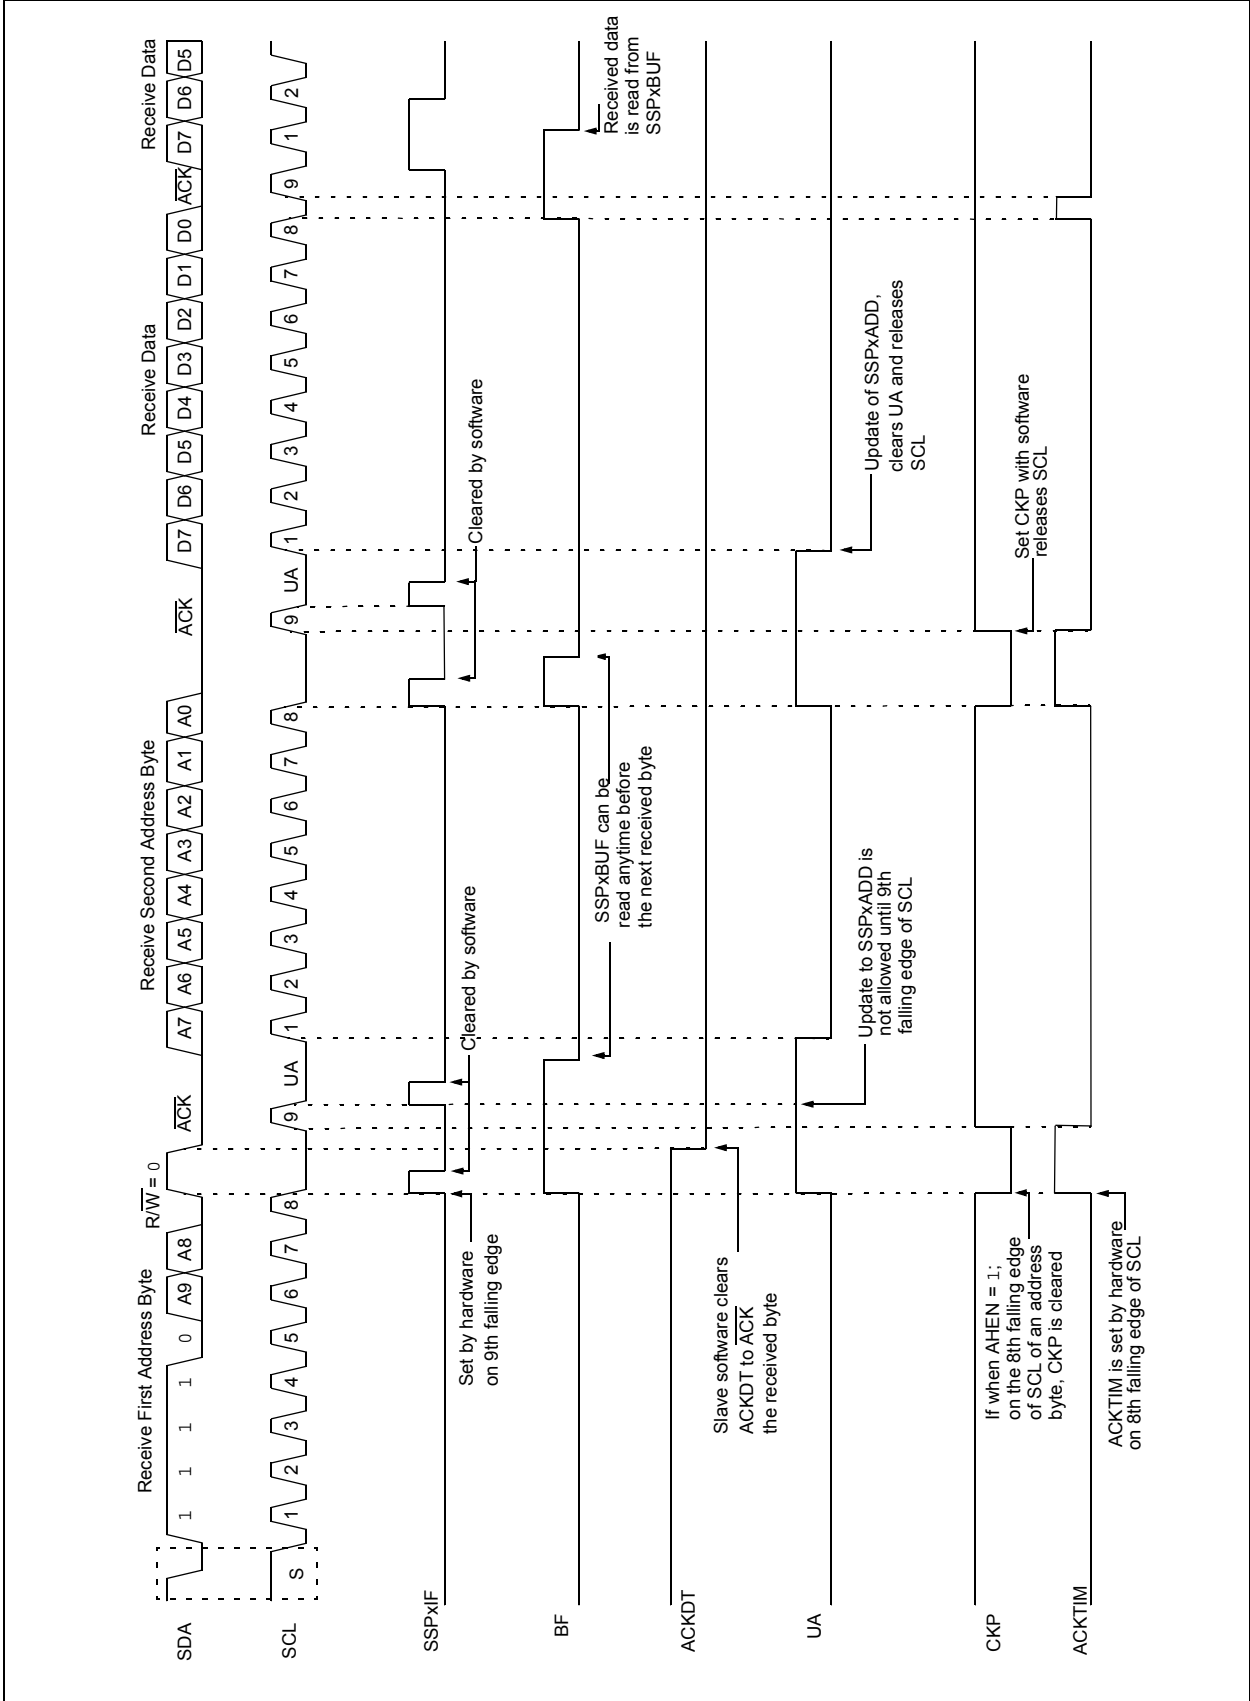 Receive First Address Byte
R/W = 0
Receive Second Address Byte
Receive Data
Receive Data
SDA
1 1 1 1 0 A9 A8 ACK A7 A6 A5 A4 A3 A2 A1 A0 ACK D7 D6 D5 D4 D3 D2 D1 D0 ACK D7 D6 D5
SCL
S 1 2 3 4 5 6 7 8 9 UA 1 2 3 4 5 6 7 8 9 UA 1 2 3 4 5 6 7 8 9 1 2
SSPxIF
Set by hardware
on 9th falling edge
Cleared by software
Cleared by software
BF
SSPxBUF can be
read anytime before
the next received byte
Received data
is read from
SSPxBUF
ACKDT
Slave software clears
ACKDT to ACK
the received byte
UA
Update to SSPxADD is
not allowed until 9th
falling edge of SCL
Update of SSPxADD,
clears UA and releases
SCL
CKP
If when AHEN = 1;
on the 8th falling edge
of SCL of an address
byte, CKP is cleared
Set CKP with software
releases SCL
ACKTIM
ACKTIM is set by hardware
on 8th falling edge of SCL